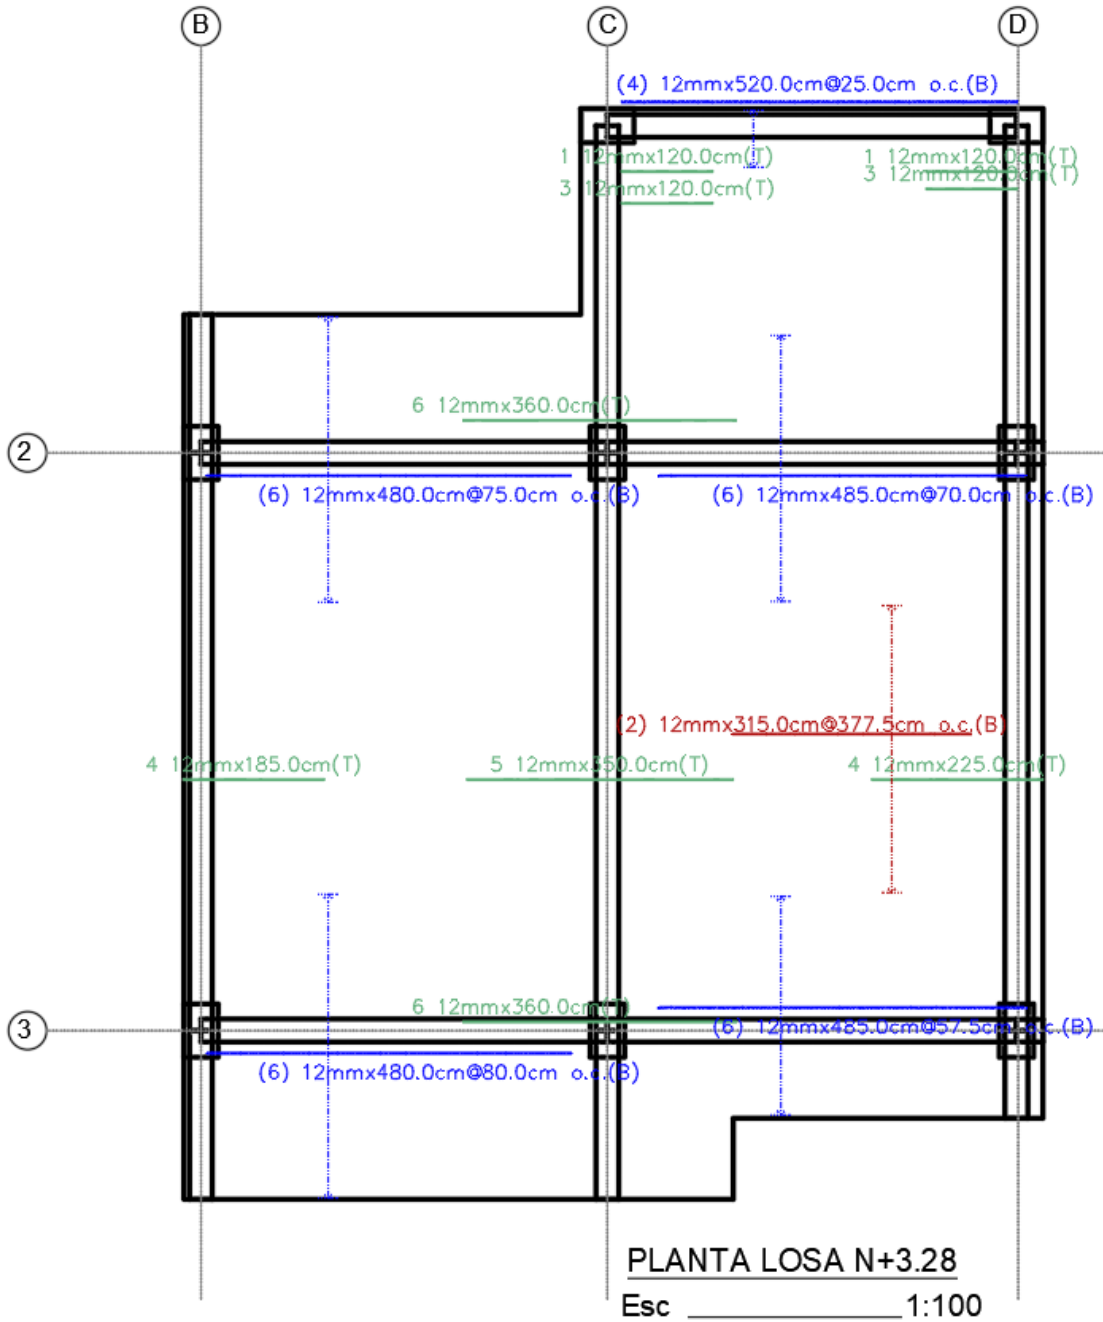 B C D
(4) 12mmx520.0cm@25.0cm o.c.(B)
1 12mmx120.0cm(T) 1 12mmx120.0cm(T)
3 12mmx120.0cm(T) 3 12mmx120.0cm(T)
6 12mmx360.0cm(T)
2
(6) 12mmx480.0cm@75.0cm o.c.(B) (6) 12mmx485.0cm@70.0cm o.c.(B)
(2) 12mmx315.0cm@377.5cm o.c.(B)
4 12mmx185.0cm(T) 5 12mmx350.0cm(T) 4 12mmx225.0cm(T)
6 12mmx360.0cm(T)
3
(6) 12mmx485.0cm@57.5cm o.c.(B)
(6) 12mmx480.0cm@80.0cm o.c.(B)
PLANTA LOSA N+3.28
Esc 1:100